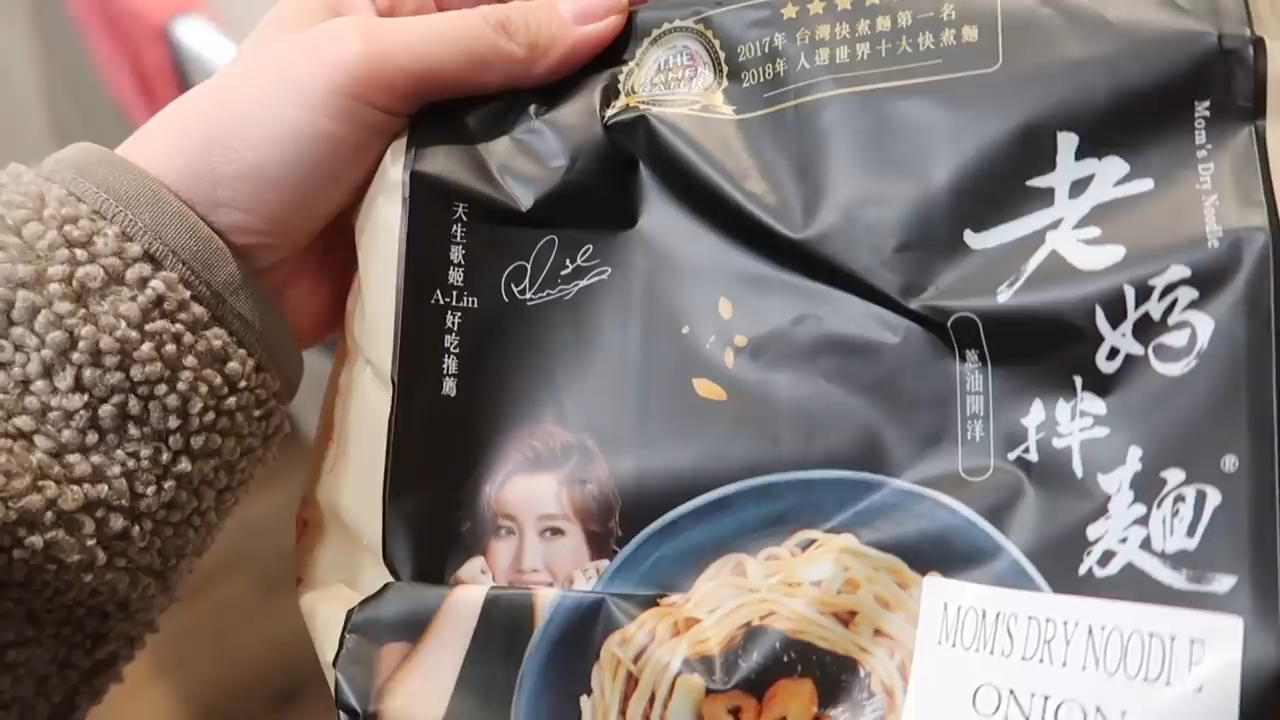 THE
RAMEN
RATER
2017年 台灣快煮麵第一名
2018年 入選世界十大快煮麵
Mom's Dry Noodle
老媽拌麵®
蔥油開洋
天生歌姬
A-Lin
好吃推薦
MOM'S DRY NOODLE
ONION